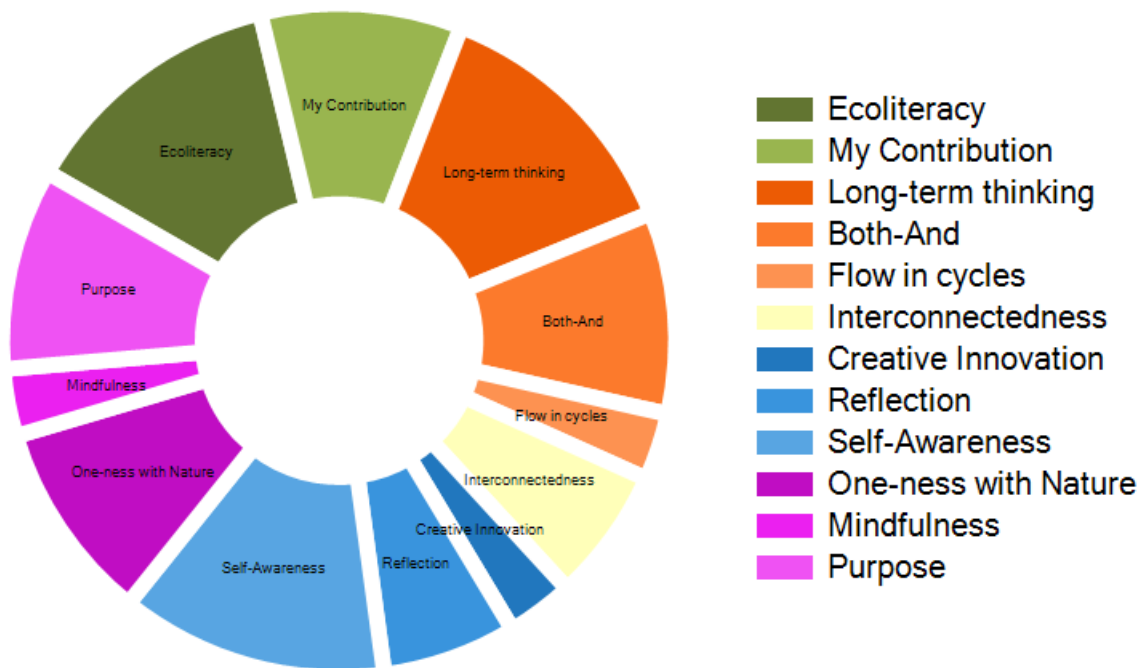 My Contribution
Ecoliteracy
Long-term thinking
Purpose
Both-And
Mindfulness
Flow in cycles
One-ness with Nature
Interconnectedness
Creative Innovation
Self-Awareness
Reflection
Ecoliteracy
My Contribution
Long-term thinking
Both-And
Flow in cycles
Interconnectedness
Creative Innovation
Reflection
Self-Awareness
One-ness with Nature
Mindfulness
Purpose